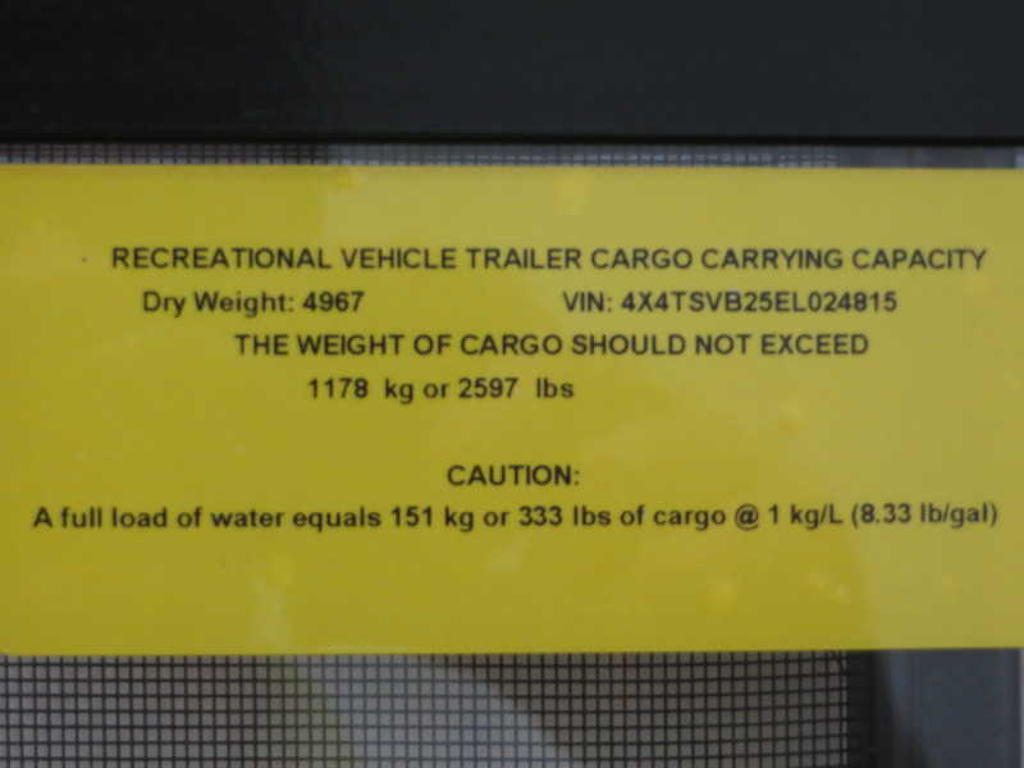 RECREATIONAL VEHICLE TRAILER CARGO CARRYING CAPACITY
Dry Weight: 4967 VIN: 4X4TSVB25EL024815
THE WEIGHT OF CARGO SHOULD NOT EXCEED
1178 kg or 2597 lbs
CAUTION:
A full load of water equals 151 kg or 333 lbs of cargo @ 1 kg/L (8.33 lb/gal)